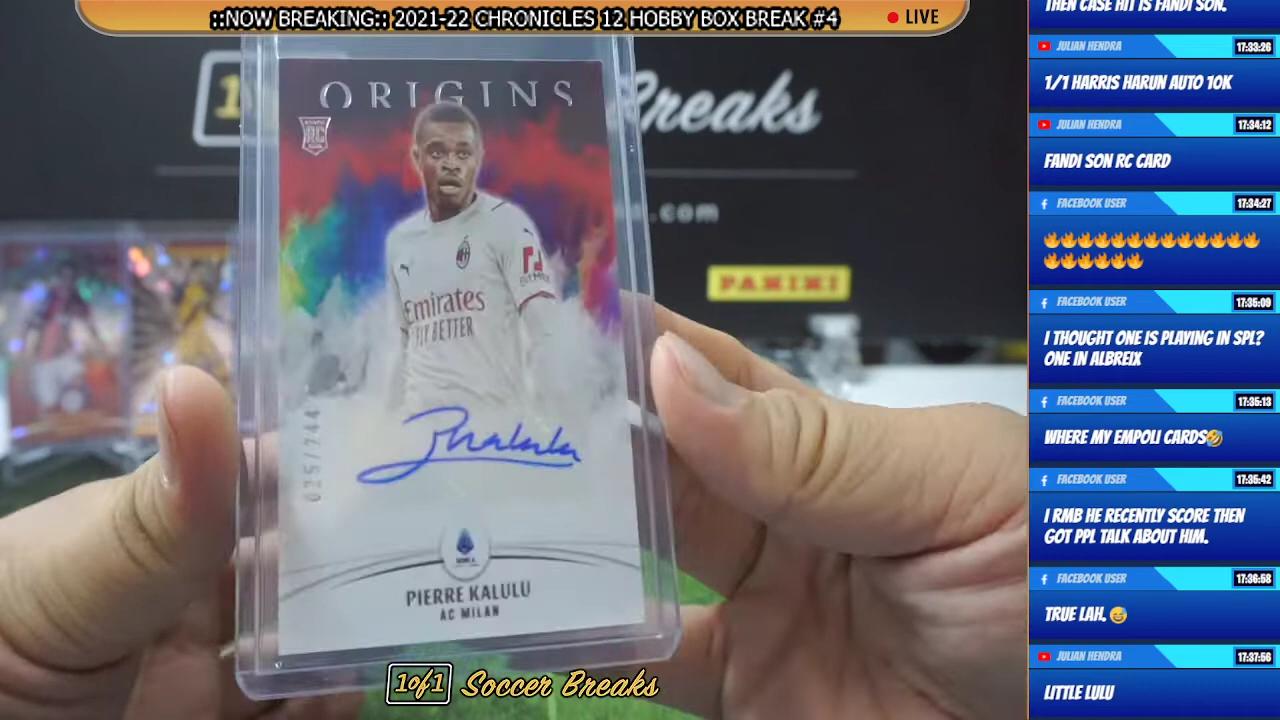 ::NOW BREAKING:: 2021-22 CHRONICLES 12 HOBBY BOX BREAK #4
LIVE
ORIGINS
RC
Breaks
.com
PANINI
Emirates
FLY BETTER
PIERRE KALULU
AC MILAN
1of1 Soccer Breaks
THEN CASE HIT IS FANDI SON.
JULIAN HENDRA 17:33:26
1/1 HARRIS HARUN AUTO 10K
JULIAN HENDRA 17:34:12
FANDI SON RC CARD
FACEBOOK USER 17:34:27
🔥🔥🔥🔥🔥🔥🔥🔥🔥🔥🔥🔥🔥
🔥🔥🔥🔥🔥🔥
FACEBOOK USER 17:35:09
I THOUGHT ONE IS PLAYING IN SPL?
ONE IN ALBREIX
FACEBOOK USER 17:35:13
WHERE MY EMPOLI CARDS🤣
FACEBOOK USER 17:35:42
I RMB HE RECENTLY SCORE THEN
GOT PPL TALK ABOUT HIM.
FACEBOOK USER 17:36:58
TRUE LAH. 😅
JULIAN HENDRA 17:37:56
LITTLE LULU